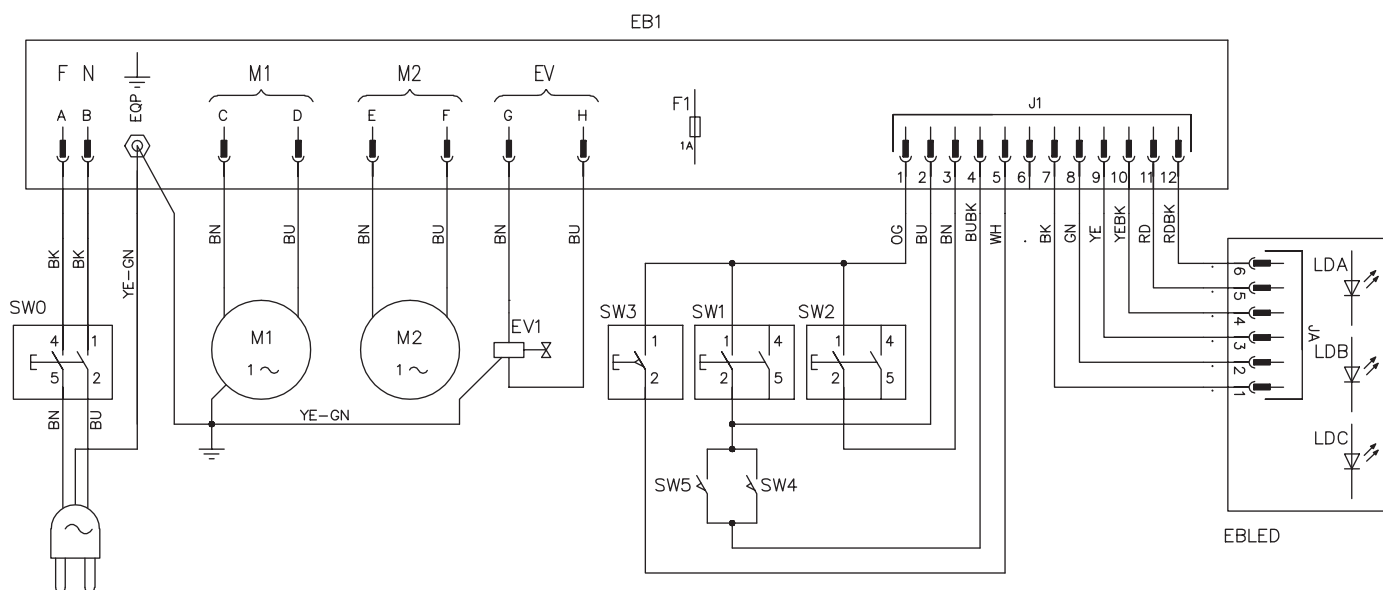 EB1
F N M1 M2 EV
F1 J1
A B EQP C D E F G H
1A
1 2 3 4 5 6 7 8 9 10 11 12
BK BK YE-GN BN BU BN BU BN BU
OG BU BN BUBK WH . BK GN YE YEBK RD RDBK
SW0
4 1
5 2
BN BU
M1
1
M2
1
EV1
YE-GN
SW3
1
2
SW1
1 4
2 5
SW2
1 4
2 5
SW5 SW4
6
5
4
3
2
1
JA
LDA
LDB
LDC
EBLED